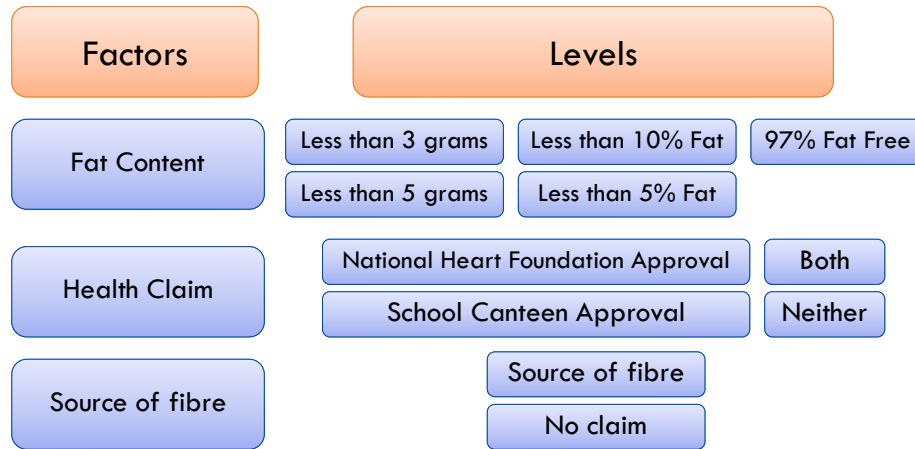 Factors
Levels
Fat Content
Less than 3 grams
Less than 10% Fat
97% Fat Free
Less than 5 grams
Less than 5% Fat
Health Claim
National Heart Foundation Approval
Both
School Canteen Approval
Neither
Source of fibre
Source of fibre
No claim